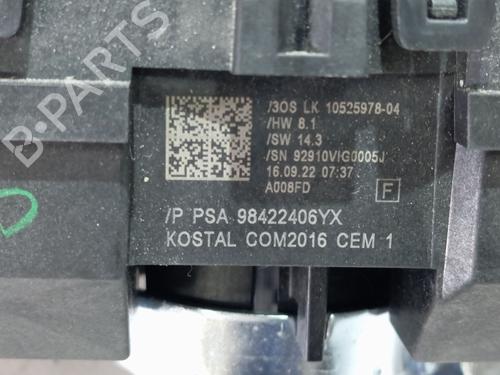 /3OS LK 10525978-04
/HW 8.1
/SW 14.3
/SN 92910VIG0005J
16.09.22 07:37
A008FD
F
/P PSA 98422406YX
KOSTAL COM2016 CEM 1
B-PARTS